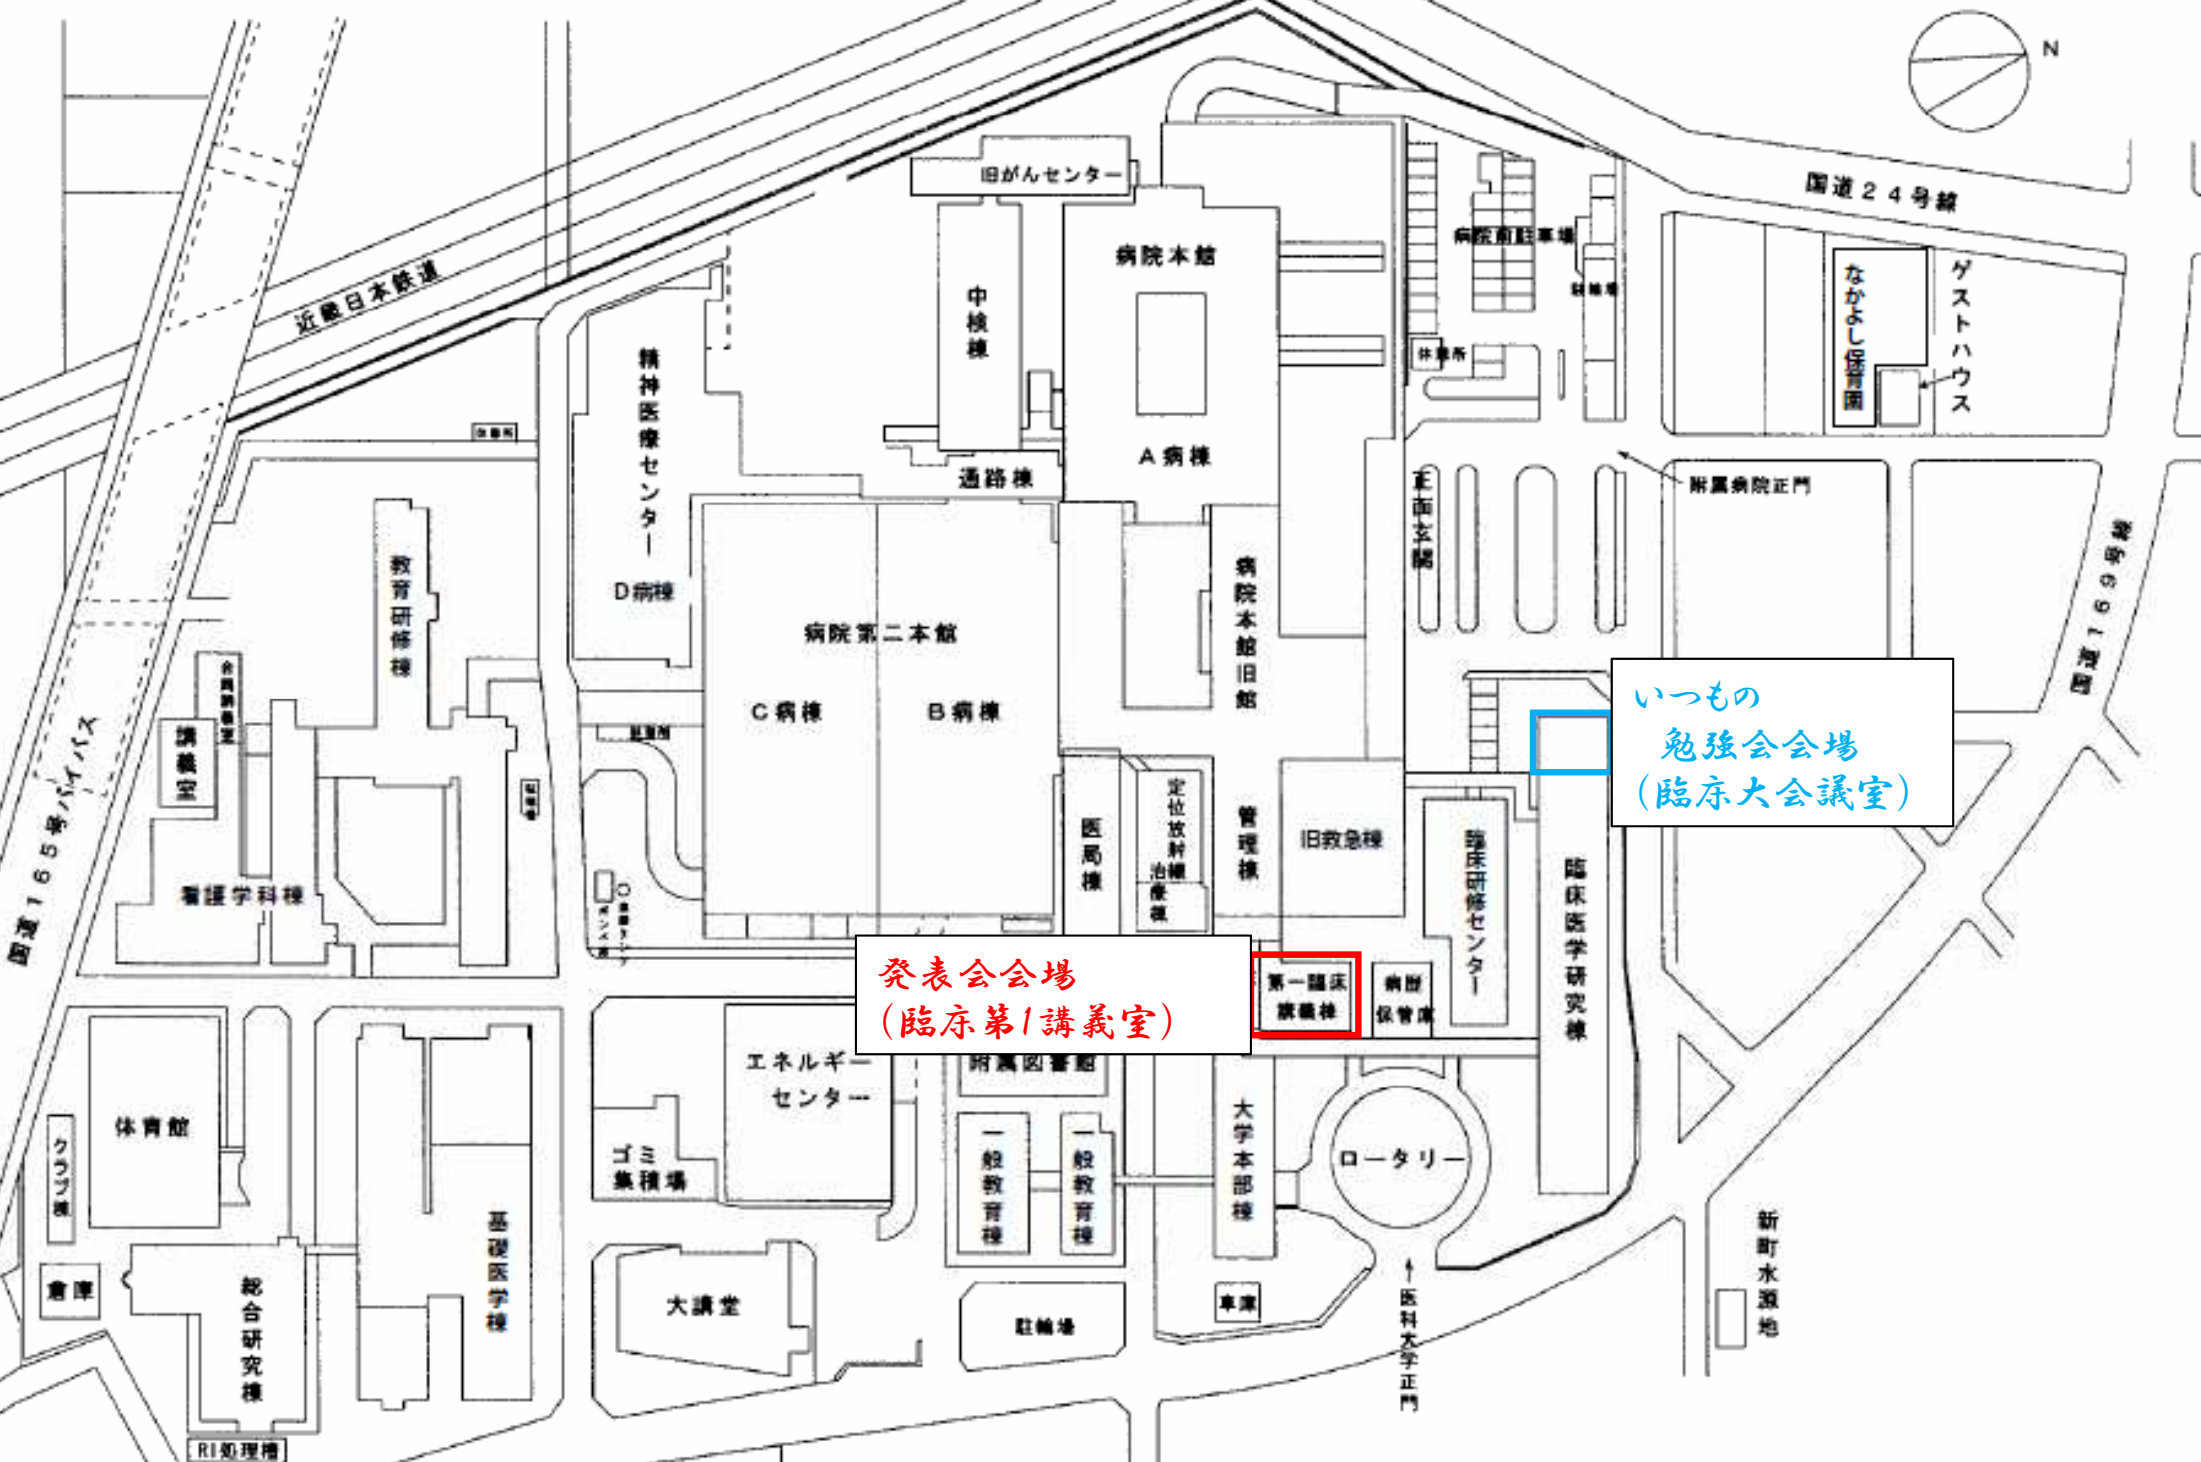 N
国道24号線
近畿日本鉄道
旧がんセンター
病院本館
病院前駐車場
駐輪場
なかよし保育園
ゲストハウス
中検棟
休憩所
精神医療センター
A病棟
正面玄関
附属病院正門
通路棟
休憩所
国道169号線
教育研修棟
D病棟
病院第二本館
病院本館旧館
C病棟
B病棟
いつもの
勉強会会場
(臨床大会議室)
講義室
国道165号バイパス
定位放射線
治療棟
医局棟
管理棟
旧救急棟
臨床研修センター
臨床医学研究棟
看護学科棟
発表会会場
(臨床第1講義室)
第一臨床
講義棟
病歴
保管庫
エネルギー
センター
附属図書館
体育館
クラブ棟
ゴミ
集積場
一般教育棟
一般教育棟
大学本部棟
ロータリー
基礎医学棟
新町水源地
倉庫
総合研究棟
大講堂
駐輪場
車庫
医科大学正門
RI処理槽